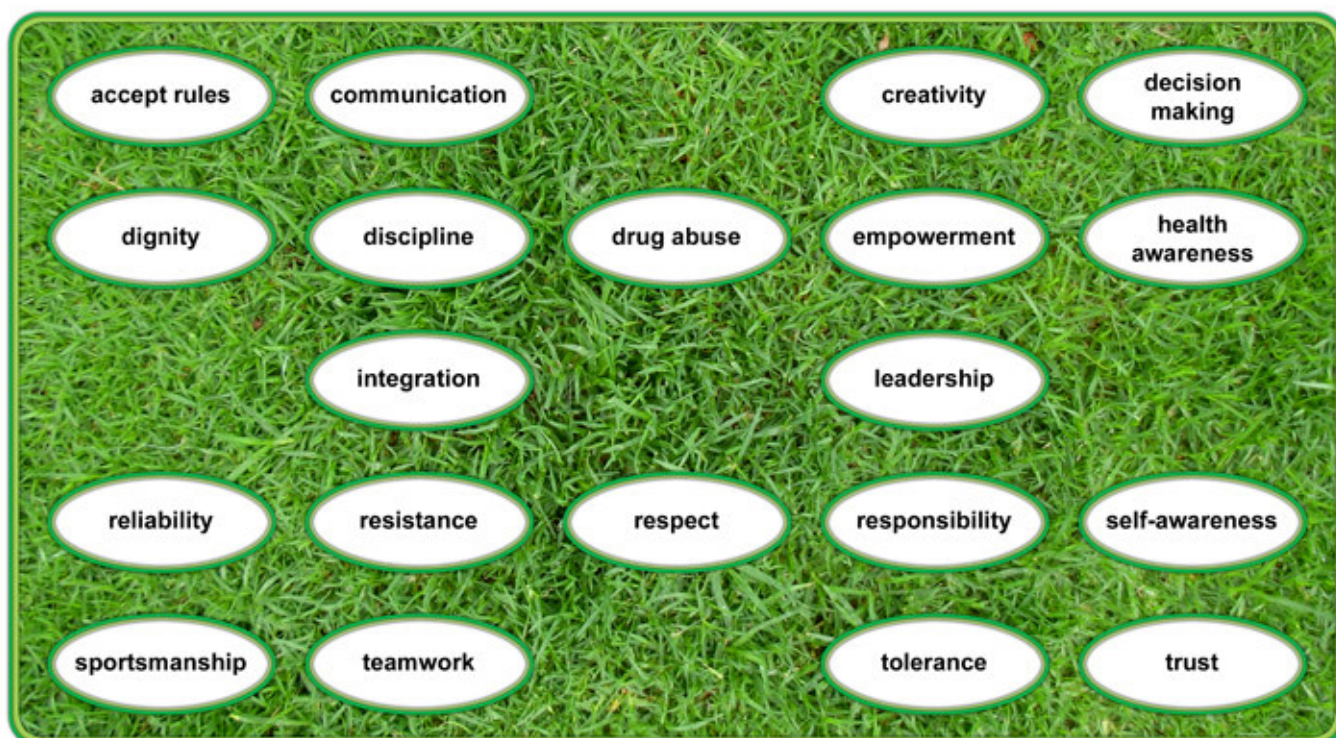 accept rules
communication
creativity
decision
making
dignity
discipline
drug abuse
empowerment
health
awareness
integration
leadership
reliability
resistance
respect
responsibility
self-awareness
sportsmanship
teamwork
tolerance
trust